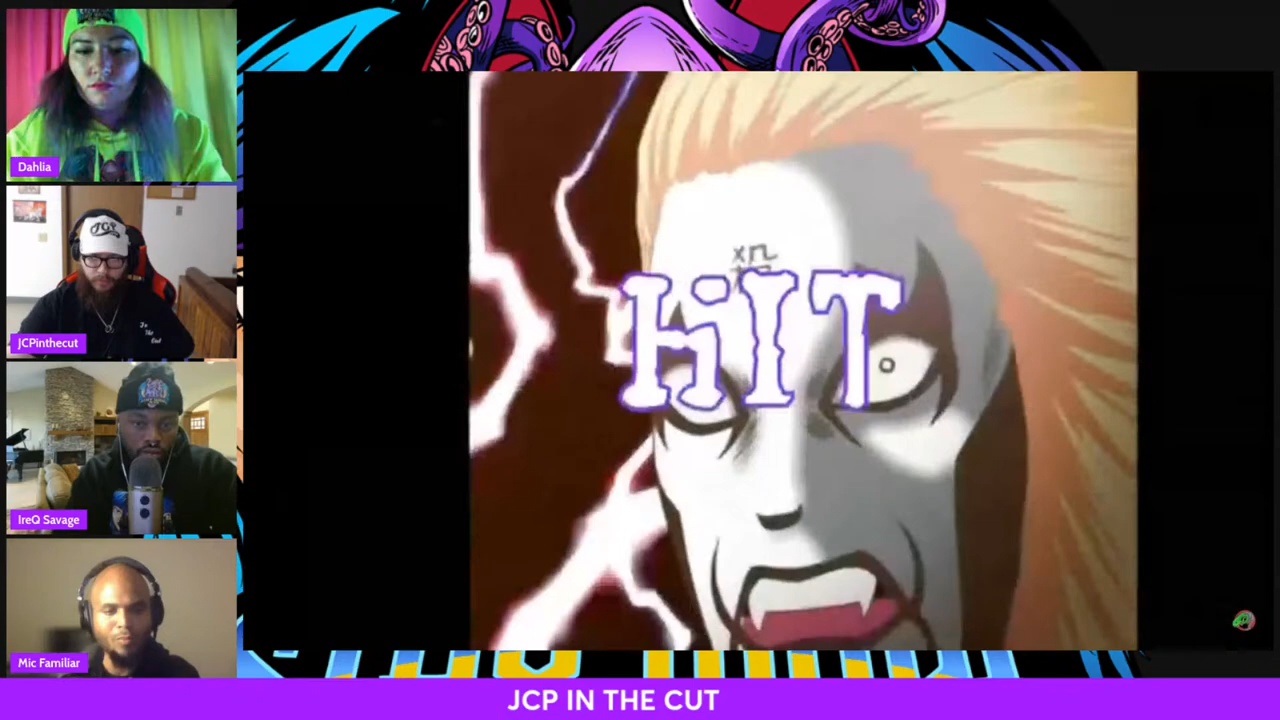 Dahlia
JCPinthecut
IreQ Savage
Mic Familiar
HIT
JCP IN THE CUT